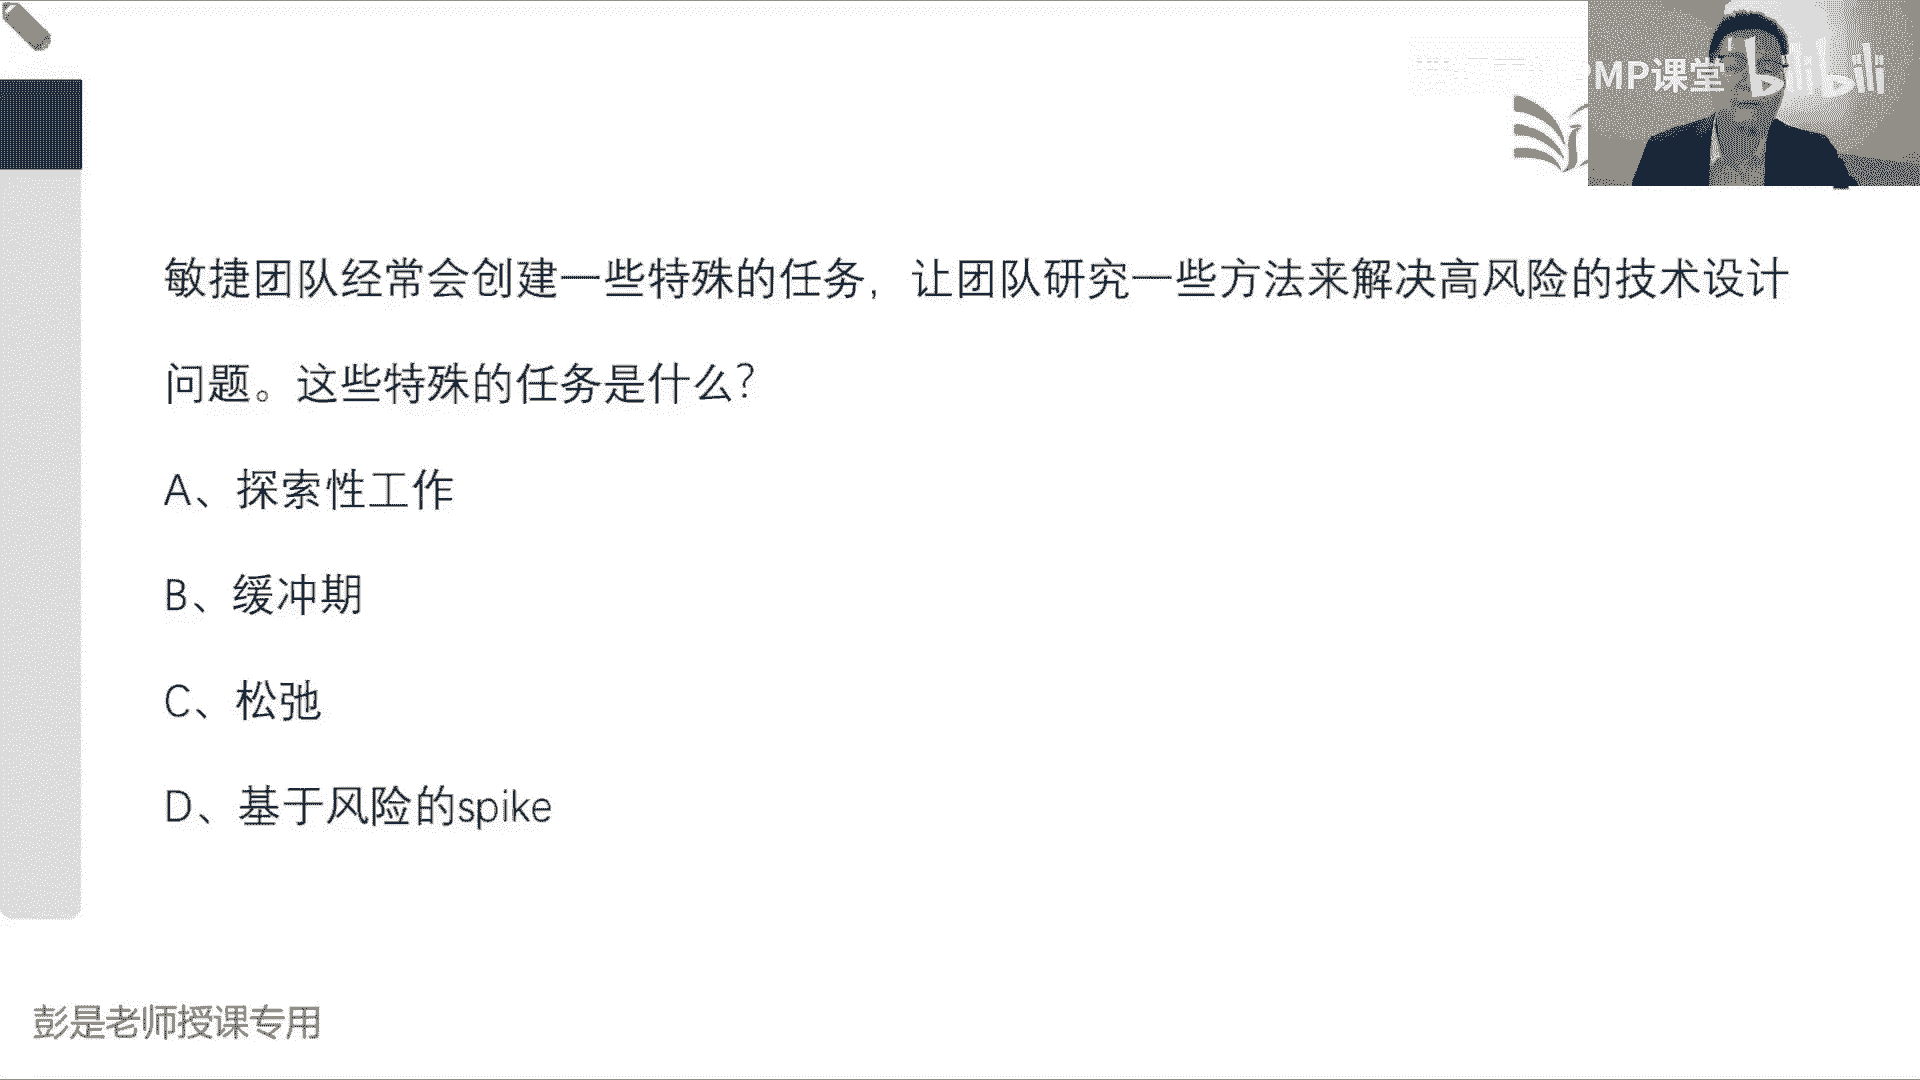 PMP课堂 bilibili
敏捷团队经常会创建一些特殊的任务，让团队研究一些方法来解决高风险的技术设计
问题。这些特殊的任务是什么？
A、探索性工作
B、缓冲期
C、松弛
D、基于风险的spike
彭是老师授课专用